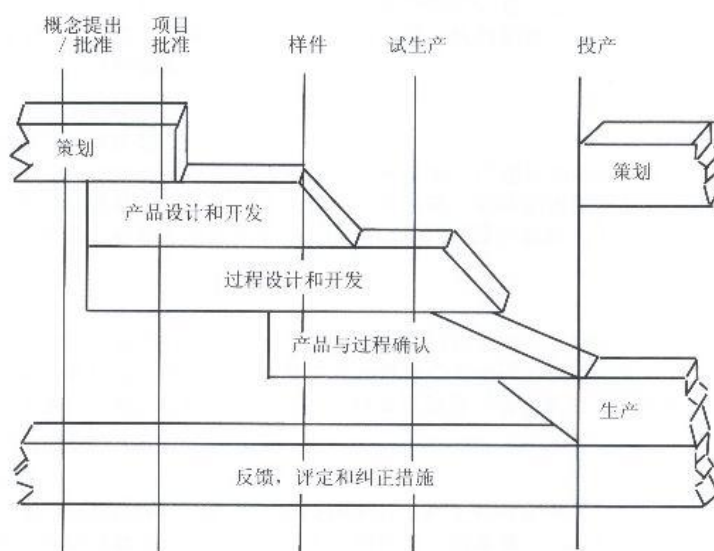 概念提出
/ 批准
项目
批准
样件
试生产
投产
策划
策划
产品设计和开发
过程设计和开发
产品与过程确认
生产
反馈，评定和纠正措施